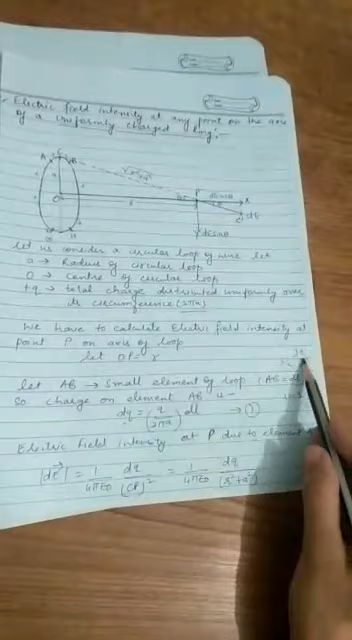 Electric field intensity at any point on the axis
of a uniformly charged ring:-
A C B
P dEcosθ X
O r
dE
Y dEsinθ
let us consider a circular loop of wire let
a → Radius of circular loop
O → Centre of circular loop
+q → total charge distributed uniformly over
its circumference (2πa)
We have to calculate Electric field intensity at
point P on axis of loop
let OP = r
let AB → Small element of loop (AB =
So charge on element AB is -
dq = (q/2πa) dl → ①
Electric field intensity at P due to element
|dE⃗| = 1/4πε0 dq/(CP)² = 1/4πε0 dq/(r²+a²)